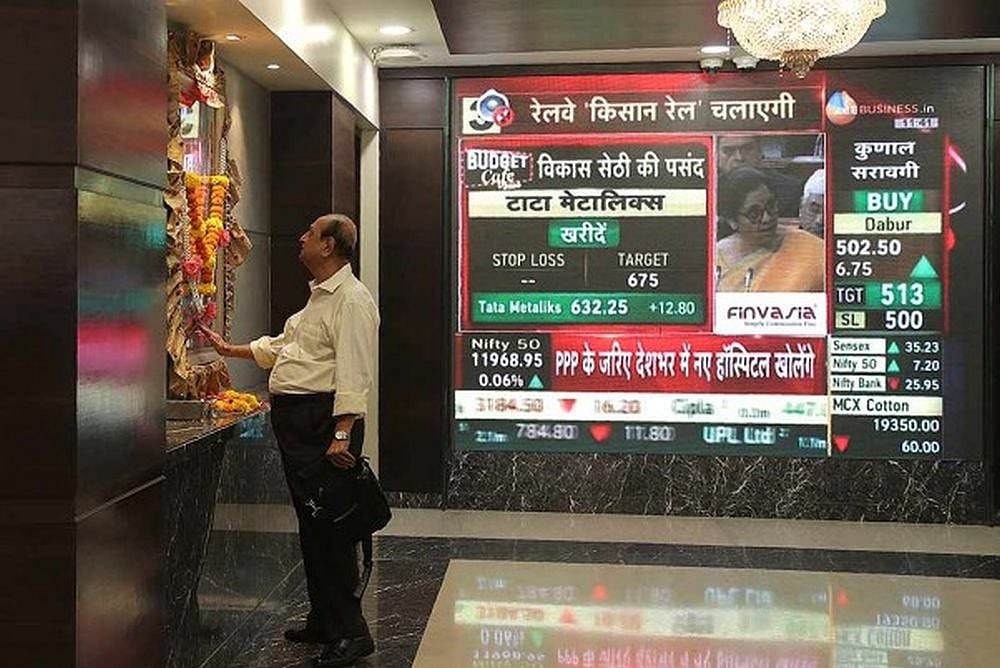 रेलवे 'किसान रेल' चलाएगी
BUSINESS.in
11:41
BUDGET Cafe
विकास सेठी की पसंद
टाटा मेटालिक्स
खरीदें
STOP LOSS TARGET
-- 675
Tata Metaliks 632.25 +12.80
FINVASIA
कुणाल
सरावगी
BUY
Dabur
502.50
6.75
TGT 513
SL 500
Nifty 50
11968.95
0.06%
PPP के जरिए देशभर में नए हॉस्पिटल खोलेंगे
Sensex 35.23
Nifty 50 7.20
Nifty Bank 25.95
MCX Cotton
19350.00
60.00
3184.50 16.20 Cipla
784.80 11.80 UPL Ltd